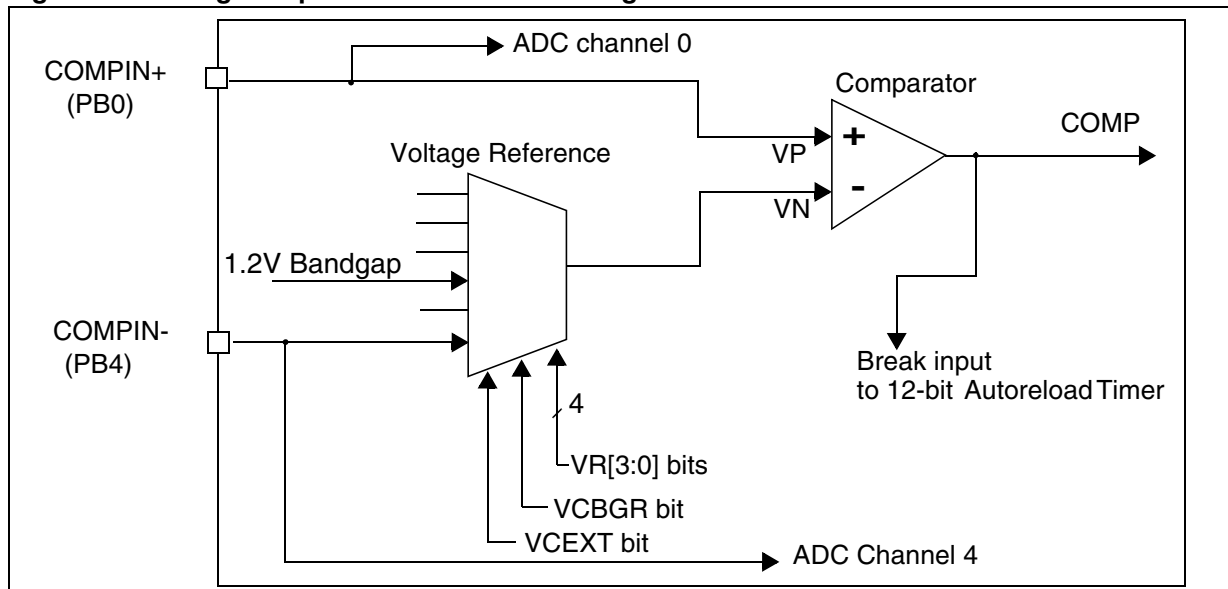 ADC channel 0
COMPIN+
(PB0)
Comparator
COMP
Voltage Reference
VP
+
VN
-
1.2V Bandgap
COMPIN-
(PB4)
Break input
to 12-bit Autoreload Timer
4
VR[3:0] bits
VCBGR bit
VCEXT bit
ADC Channel 4